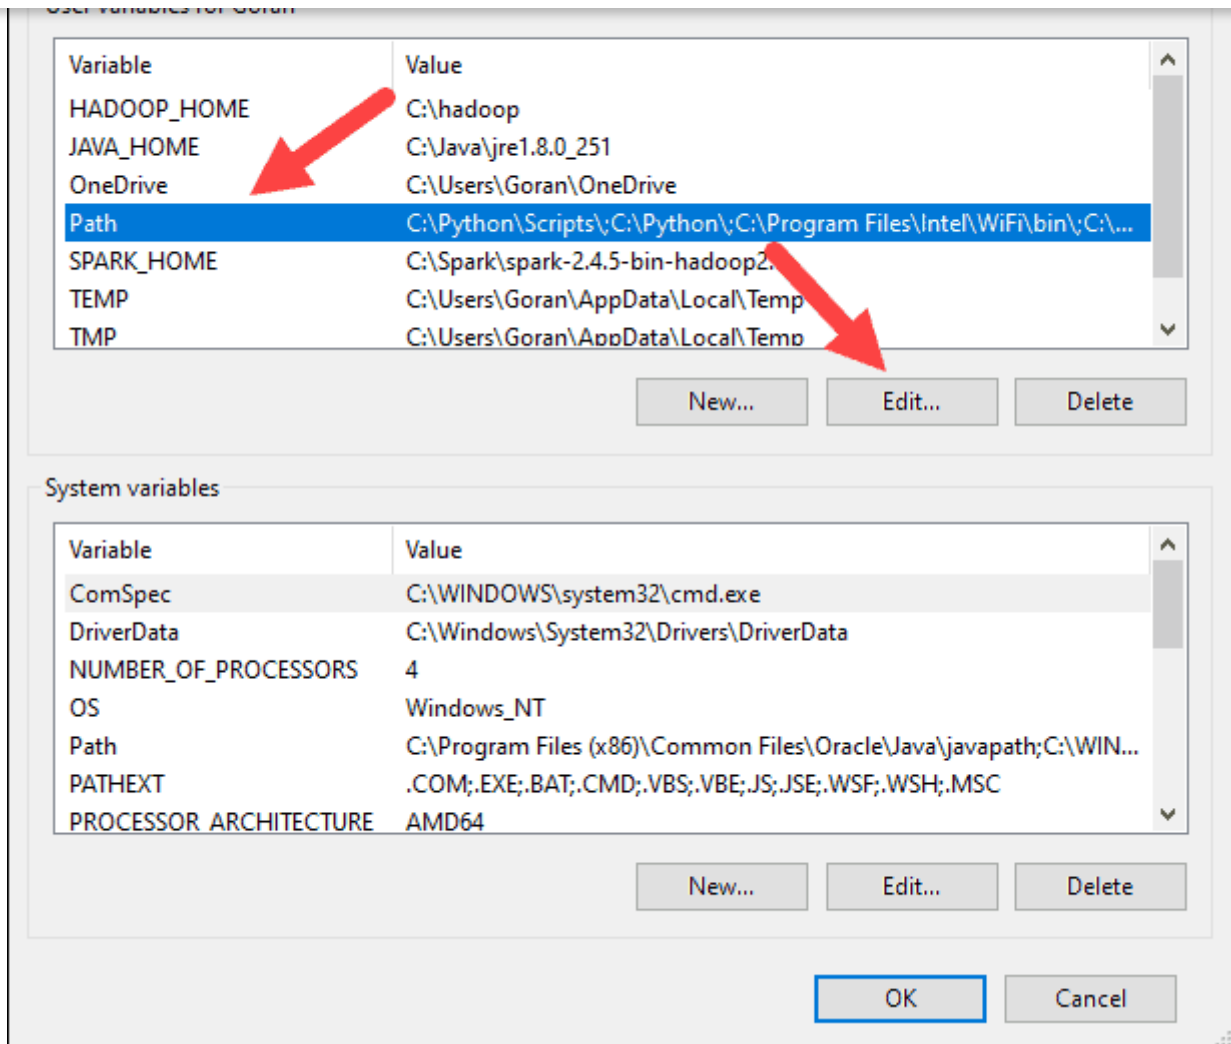 User variables for Goran
Variable Value
HADOOP_HOME C:\hadoop
JAVA_HOME C:\Java\jre1.8.0_251
OneDrive C:\Users\Goran\OneDrive
Path C:\Python\Scripts\;C:\Python\;C:\Program Files\Intel\WiFi\bin\;C:\...
SPARK_HOME C:\Spark\spark-2.4.5-bin-hadoop2.
TEMP C:\Users\Goran\AppData\Local\Temp
TMP C:\Users\Goran\AppData\Local\Temp
New... Edit... Delete
System variables
Variable Value
ComSpec C:\WINDOWS\system32\cmd.exe
DriverData C:\Windows\System32\Drivers\DriverData
NUMBER_OF_PROCESSORS 4
OS Windows_NT
Path C:\Program Files (x86)\Common Files\Oracle\Java\javapath;C:\WIN...
PATHEXT .COM;.EXE;.BAT;.CMD;.VBS;.VBE;.JS;.JSE;.WSF;.WSH;.MSC
PROCESSOR_ARCHITECTURE AMD64
New... Edit... Delete
OK Cancel